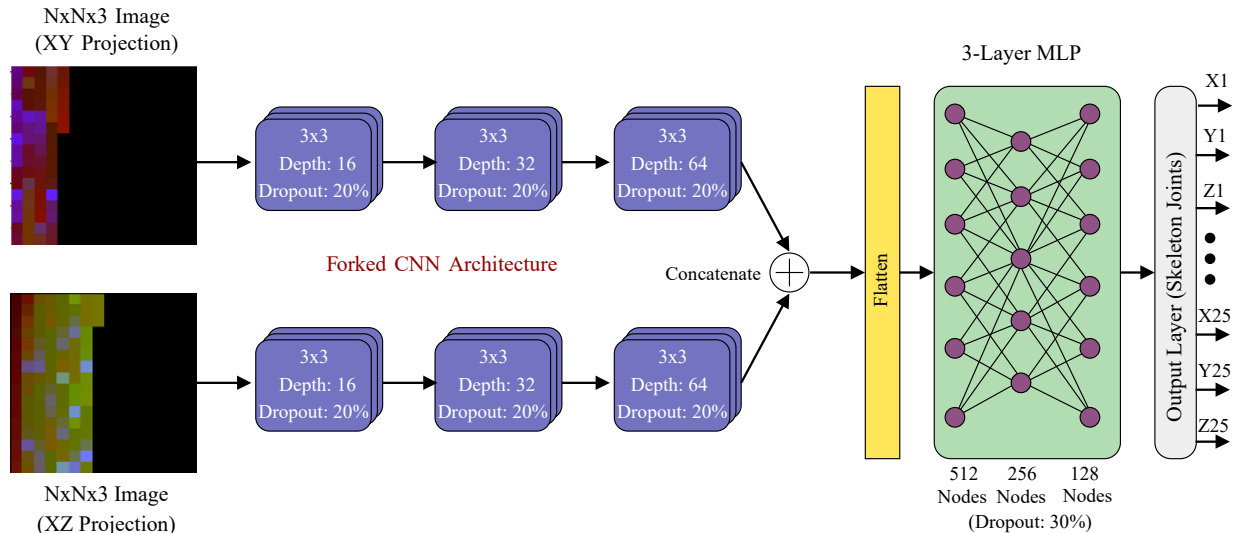 NxNx3 Image
(XY Projection)
3x3
Depth: 16
Dropout: 20%
3x3
Depth: 32
Dropout: 20%
3x3
Depth: 64
Dropout: 20%
Forked CNN Architecture
Concatenate
3x3
Depth: 16
Dropout: 20%
3x3
Depth: 32
Dropout: 20%
3x3
Depth: 64
Dropout: 20%
NxNx3 Image
(XZ Projection)
Flatten
3-Layer MLP
512
Nodes
256
Nodes
128
Nodes
(Dropout: 30%)
Output Layer (Skeleton Joints)
X1
Y1
Z1
X25
Y25
Z25